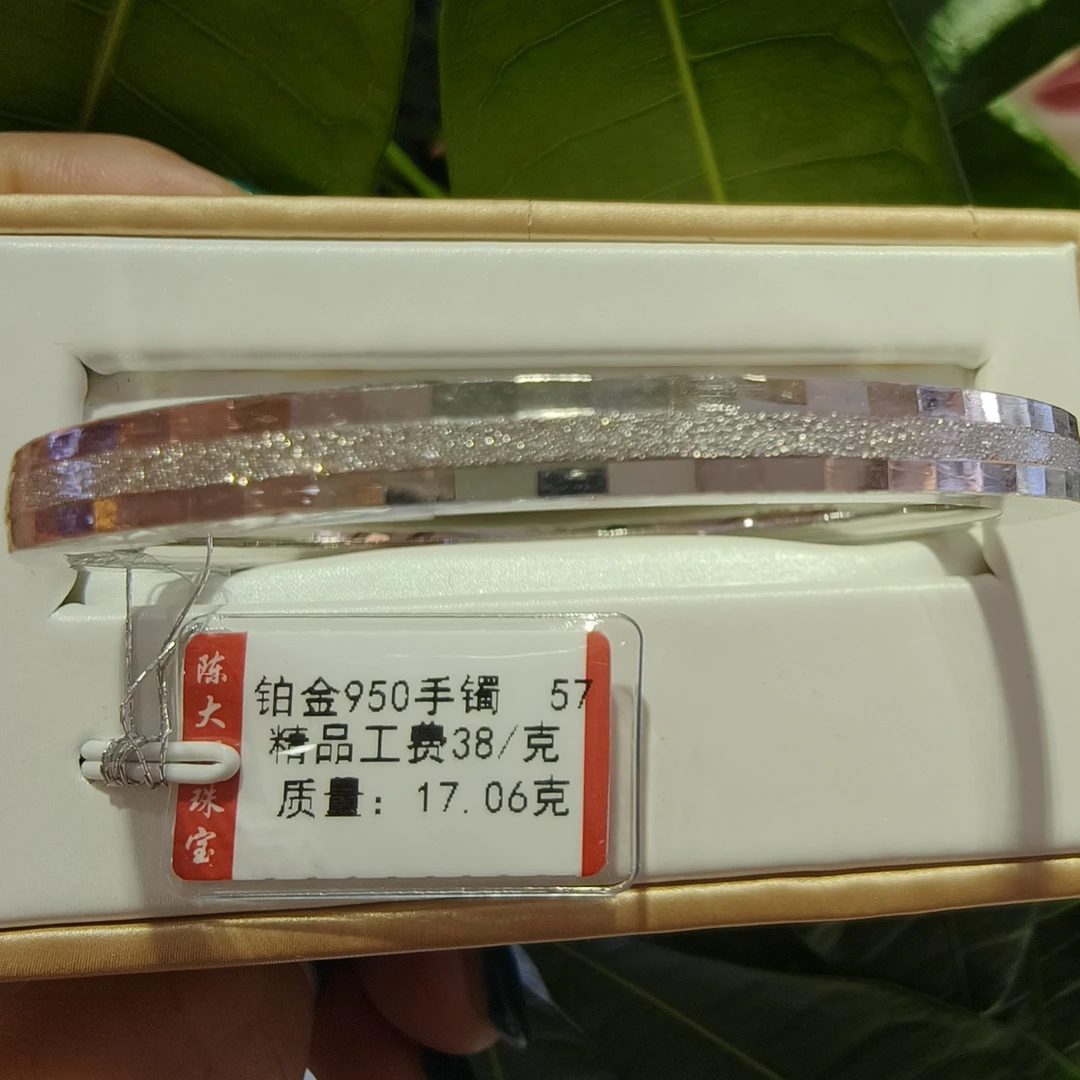 陈大
珠宝
铂金950手镯 57
精品工费38/克
质量：17.06克